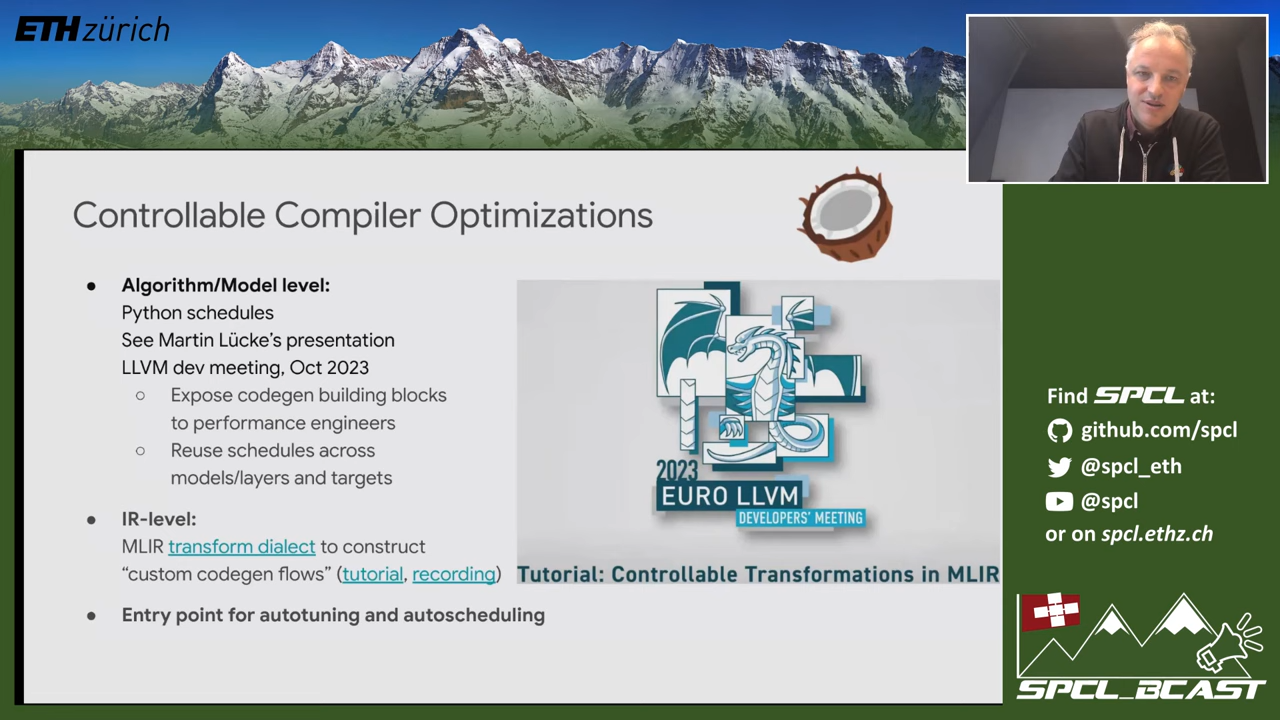 ETH zürich
Controllable Compiler Optimizations
● Algorithm/Model level:
Python schedules
See Martin Lücke's presentation
LLVM dev meeting, Oct 2023
○ Expose codegen building blocks
to performance engineers
○ Reuse schedules across
models/layers and targets
● IR-level:
MLIR transform dialect to construct
“custom codegen flows” (tutorial, recording)
● Entry point for autotuning and autoscheduling
2023
EURO LLVM
DEVELOPERS' MEETING
Tutorial: Controllable Transformations in MLIR
Find SPCL at:
github.com/spcl
@spcl_eth
@spcl
or on spcl.ethz.ch
SPCL_BCAST